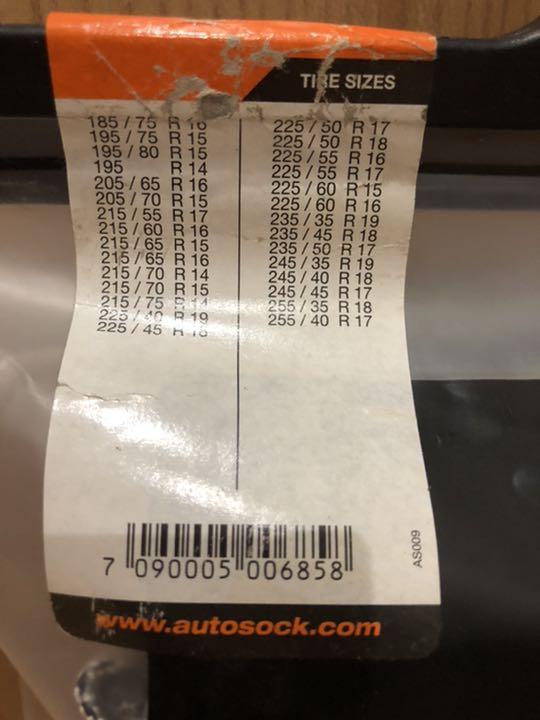 TIRE SIZES
185 / 75 R 16
195 / 75 R 15
195 / 80 R 15
195 R 14
205 / 65 R 16
205 / 70 R 15
215 / 55 R 17
215 / 60 R 16
215 / 65 R 15
215 / 65 R 16
215 / 70 R 14
215 / 70 R 15
215 / 75 R 14
225 / 40 R 19
225 / 45 R
225 / 50 R 17
225 / 50 R 18
225 / 55 R 16
225 / 55 R 17
225 / 60 R 15
225 / 60 R 16
235 / 35 R 19
235 / 45 R 18
235 / 50 R 17
245 / 35 R 19
245 / 40 R 18
245 / 45 R 17
255 / 35 R 18
255 / 40 R 17
7 090005 006858
AS009
www.autosock.com